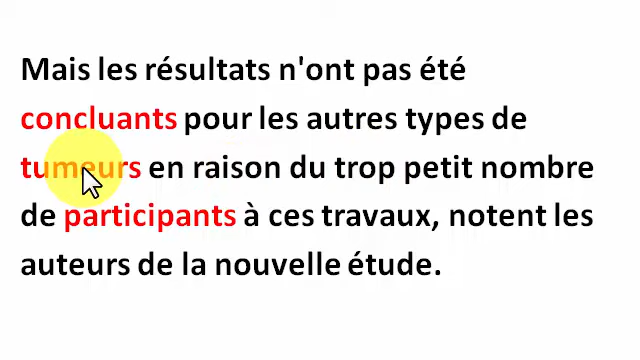 Mais les résultats n'ont pas été
concluants pour les autres types de
tumeurs en raison du trop petit nombre
de participants à ces travaux, notent les
auteurs de la nouvelle étude.